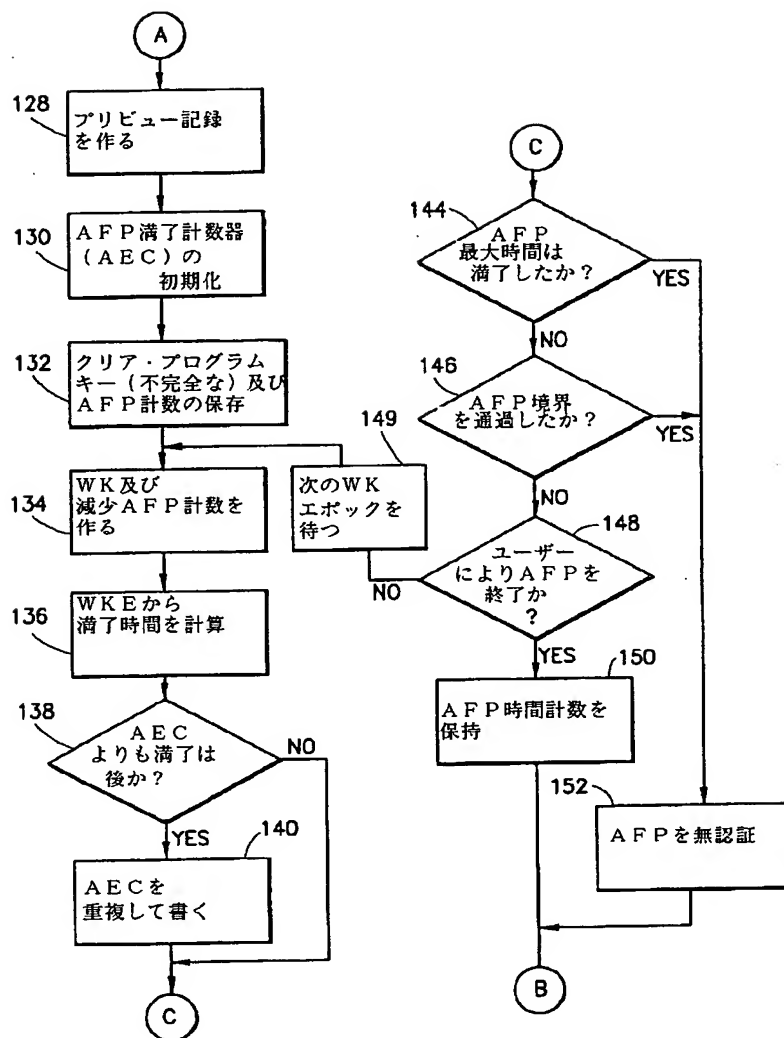 A
128
プリビュー記録
を作る
130
AFP満了計数器
(AEC)の
初期化
132
クリア・プログラム
キー(不完全な)及び
AFP計数の保存
134
WK及び
減少AFP計数を
作る
149
次のWK
エポックを
待つ
136
WKEから
満了時間を計算
138
AEC
よりも満了は
後か?
NO
YES
140
AECを
重複して書く
C
C
144
AFP
最大時間は
満了したか?
YES
NO
146
AFP境界
を通過したか?
YES
NO
148
ユーザー
によりAFPを
終了か
?
NO
YES
150
AFP時間計数を
保持
152
AFPを無認証
B